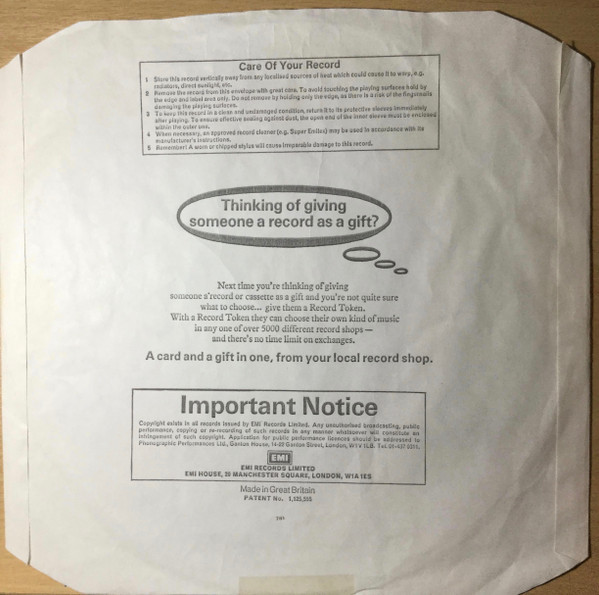 Care Of Your Record
1 Store this record vertically away from any localised sources of heat which could cause it to warp, e.g.
radiators, direct sunlight, etc.
2 Remove the record from this envelope with great care. To avoid touching the playing surfaces hold by
the edge and label area only. Do not remove by holding only the edge, as there is a risk of the fingernails
damaging the playing surfaces.
3 To keep this record in a clean and undamaged condition, return it to its protective sleeves immediately
after playing. To ensure effective sealing against dust, the open end of the inner sleeve must be enclosed
within the outer one.
4 When necessary, an approved record cleaner (e.g. Super Emitex) may be used in accordance with its
manufacturer's instructions.
5 Remember! A worn or chipped stylus will cause irreparable damage to this record.
Thinking of giving
someone a record as a gift?
Next time you're thinking of giving
someone a record or cassette as a gift and you're not quite sure
what to choose... give them a Record Token.
With a Record Token they can choose their own kind of music
in any one of over 5000 different record shops —
and there's no time limit on exchanges.
A card and a gift in one, from your local record shop.
Important Notice
Copyright exists in all records issued by EMI Records Limited. Any unauthorised broadcasting, public
performance, copying or re-recording of such records in any manner whatsoever will constitute an
infringement of such copyright. Application for public performance licences should be addressed to
Phonographic Performances Ltd., Ganton House, 14-22 Ganton Street, London, W1V 1LB. Tel. 01-437 0311.
EMI
EMI RECORDS LIMITED
EMI HOUSE, 20 MANCHESTER SQUARE, LONDON, W1A 1ES
Made in Great Britain
PATENT No. 1,125,555